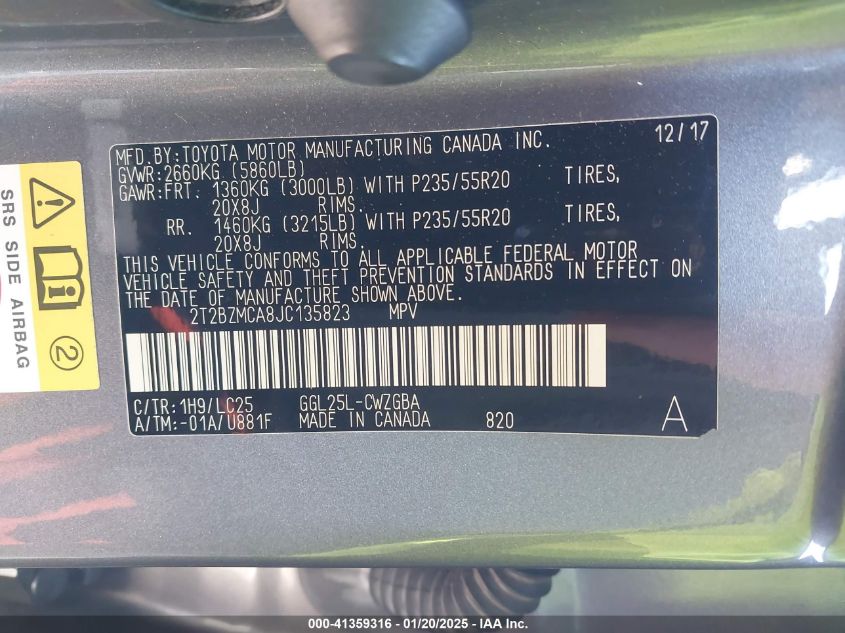 MFD.BY:TOYOTA MOTOR MANUFACTURING CANADA INC. 12/17
GVWR:2660KG (5860LB)
GAWR:FRT. 1360KG (3000LB) WITH P235/55R20 TIRES,
20X8J RIMS.
RR. 1460KG (3215LB) WITH P235/55R20 TIRES,
20X8J RIMS.
THIS VEHICLE CONFORMS TO ALL APPLICABLE FEDERAL MOTOR
VEHICLE SAFETY AND THEFT PREVENTION STANDARDS IN EFFECT ON
THE DATE OF MANUFACTURE SHOWN ABOVE.
2T2BZMCA8JC135823 MPV
C/TR:1H9/LC25 GGL25L-CWZGBA
A/TM:-01A/U881F MADE IN CANADA 820 A
SRS SIDE AIRBAG
2
000-41359316 - 01/20/2025 - IAA Inc.